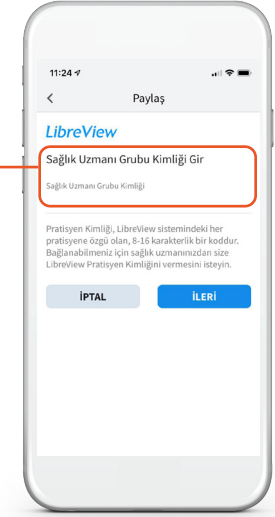 11:24
Paylaş
LibreView
Sağlık Uzmanı Grubu Kimliği Gir
Sağlık Uzmanı Grubu Kimliği
Pratisyen Kimliği, LibreView sistemindeki her
pratisyene özgü olan, 8-16 karakterlik bir koddur.
Bağlanabilmeniz için sağlık uzmanınızdan size
LibreView Pratisyen Kimliğini vermesini isteyin.
İPTAL
İLERİ